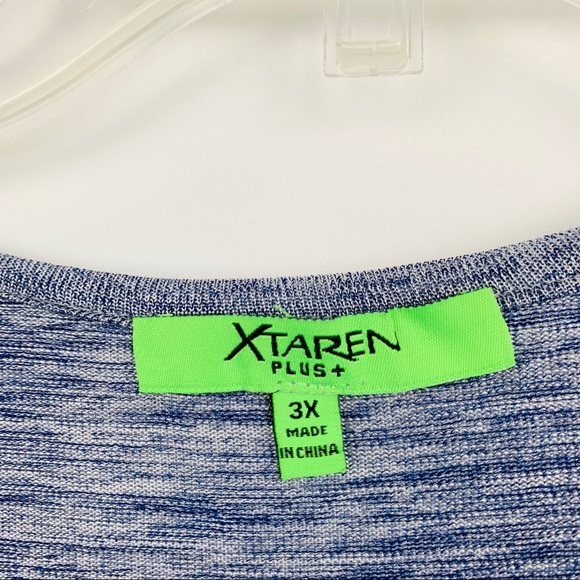 XTAREN
PLUS+
3X
MADE
IN CHINA